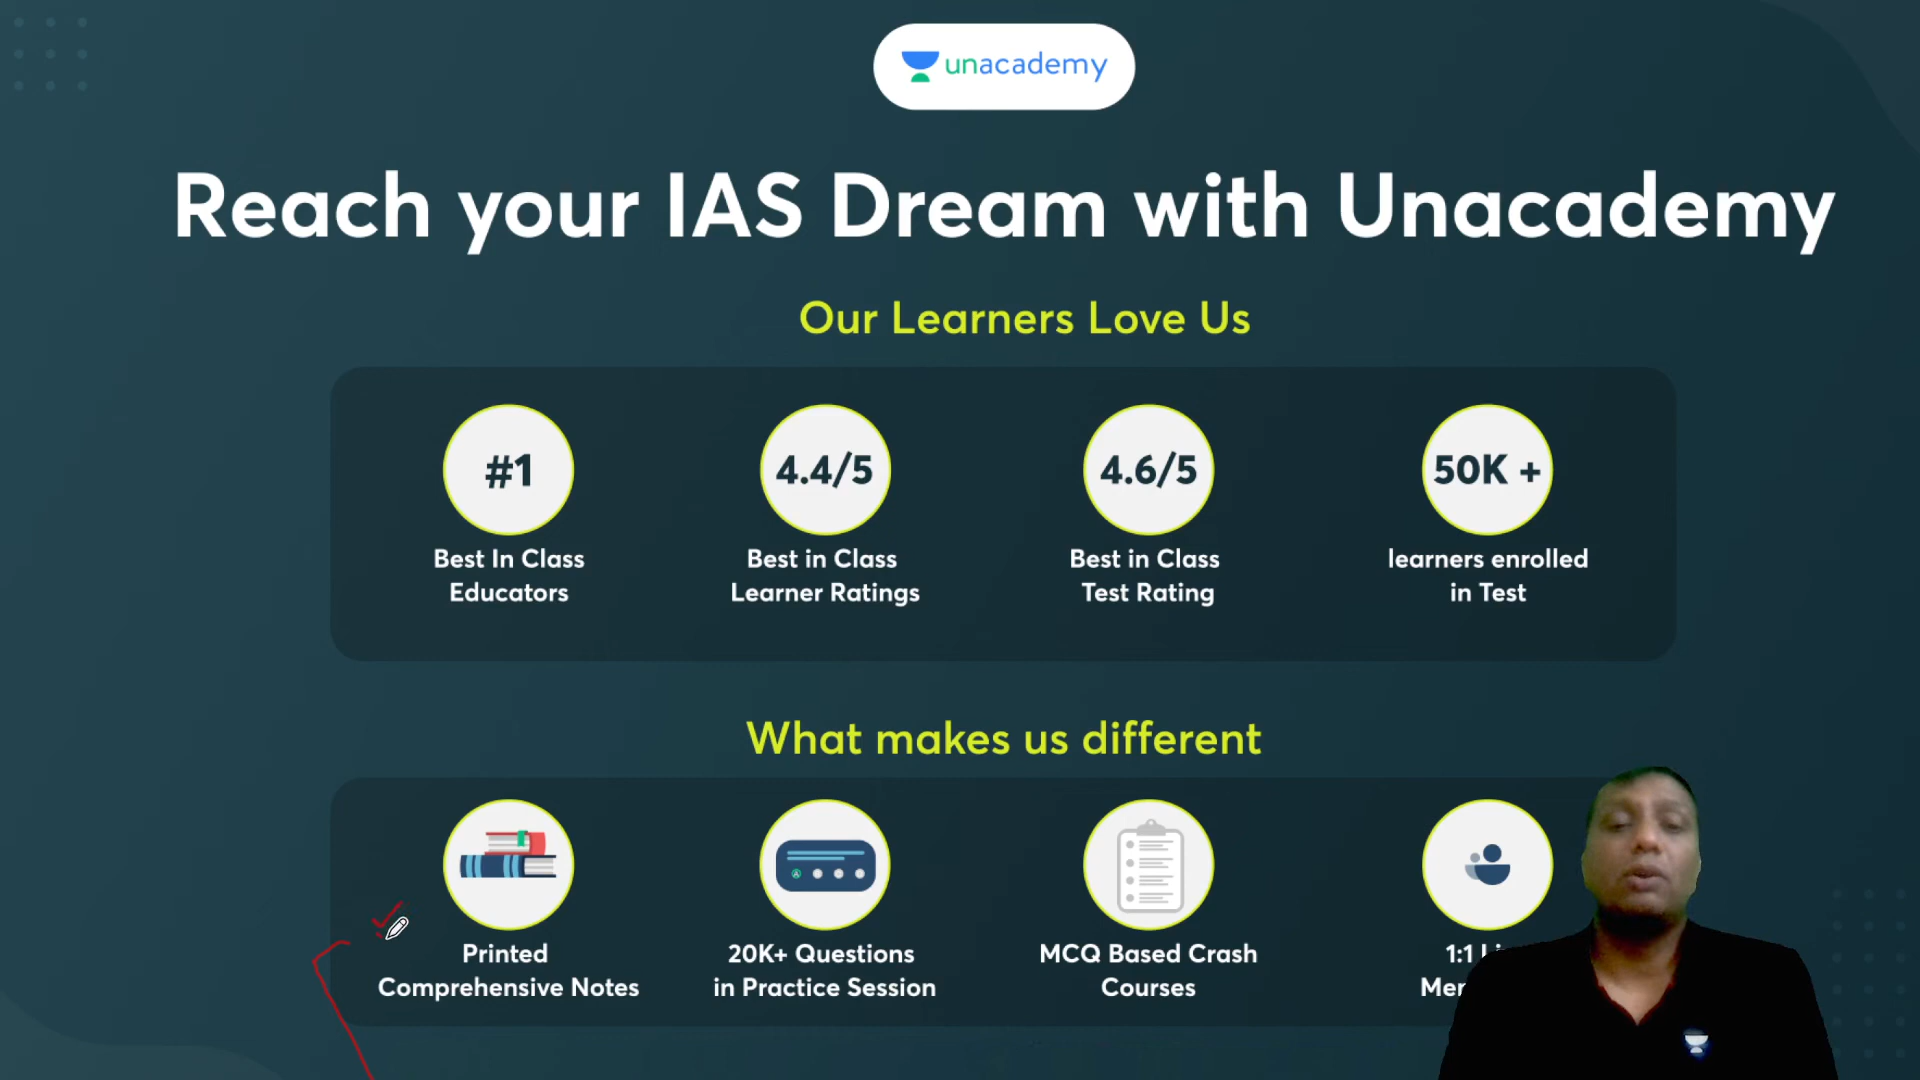 unacademy
Reach your IAS Dream with Unacademy
Our Learners Love Us
#1
Best In Class
Educators
4.4/5
Best in Class
Learner Ratings
4.6/5
Best in Class
Test Rating
50K +
learners enrolled
in Test
What makes us different
Printed
Comprehensive Notes
20K+ Questions
in Practice Session
MCQ Based Crash
Courses
1:1